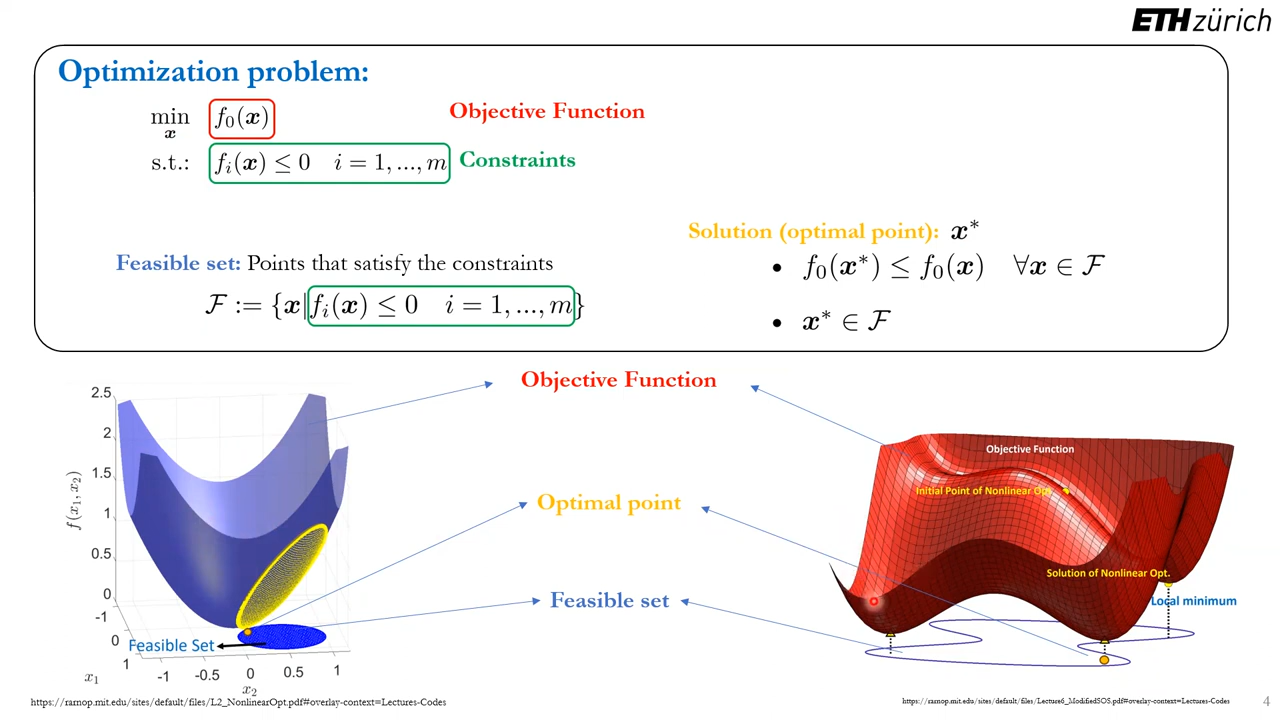 ETH zürich
Optimization problem:
min x f₀(x) Objective Function
s.t.: fᵢ(x) ≤ 0 i = 1, ..., m Constraints
Solution (optimal point): x*
Feasible set: Points that satisfy the constraints
• f₀(x*) ≤ f₀(x) ∀x ∈ F
F := {x|fᵢ(x) ≤ 0 i = 1, ..., m}
• x* ∈ F
Objective Function
Optimal point
Feasible set
2.5
2
1.5
1
0.5
0
f(x₁, x₂)
-1
0
1
x₁
Feasible Set
-1 -0.5 0 0.5 1
x₂
Objective Function
Initial Point of Nonlinear Opt.
Solution of Nonlinear Opt.
Local minimum
https://ramop.mit.edu/sites/default/files/L2_NonlinearOpt.pdf#overlay-context=Lectures-Codes
https://ramop.mit.edu/sites/default/files/Lecture6_ModifiedSOS.pdf#overlay-context=Lectures-Codes
4